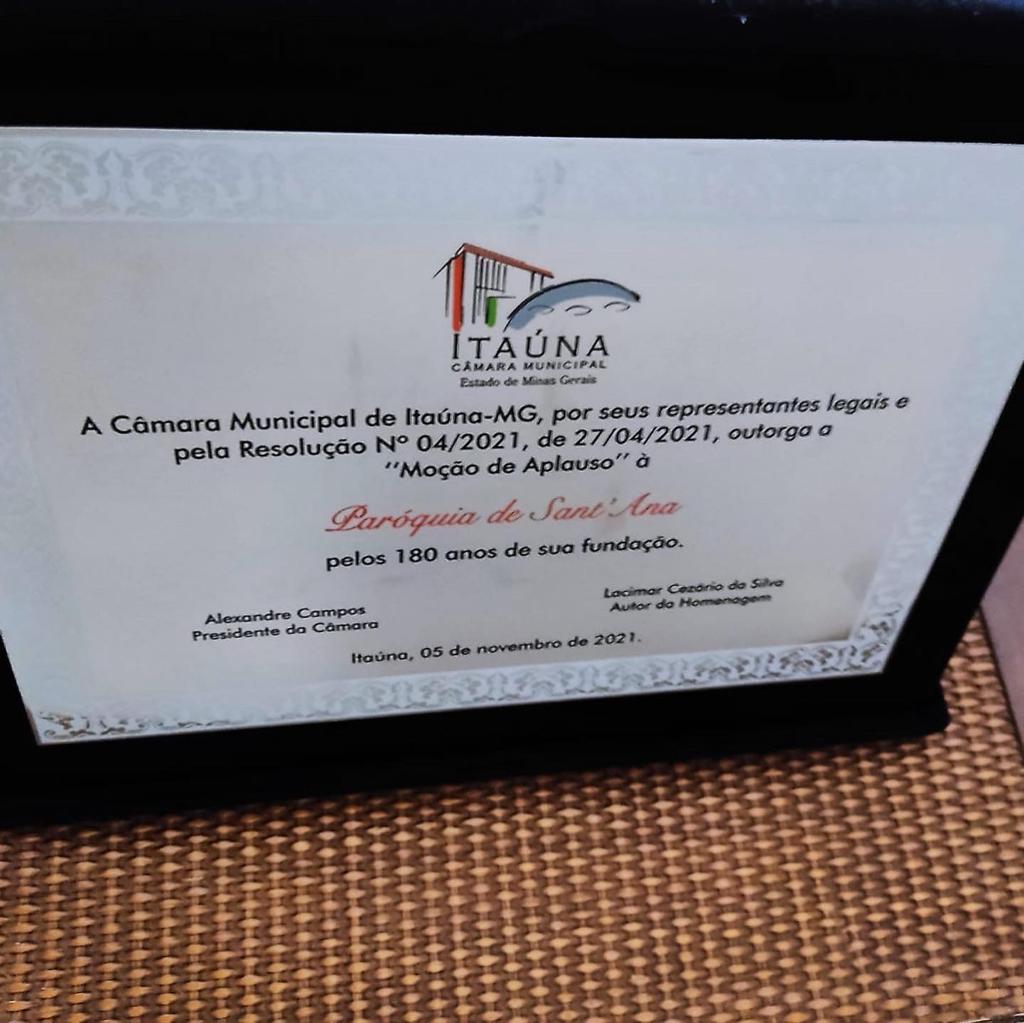 ITAÚNA
CÂMARA MUNICIPAL
Estado de Minas Gerais
A Câmara Municipal de Itaúna-MG, por seus representantes legais e
pela Resolução Nº 04/2021, de 27/04/2021, outorga a
"Moção de Aplauso" à
Paróquia de Sant'Ana
pelos 180 anos de sua fundação.
Alexandre Campos
Presidente da Câmara
Lacimar Cezário da Silva
Autor da Homenagem
Itaúna, 05 de novembro de 2021.